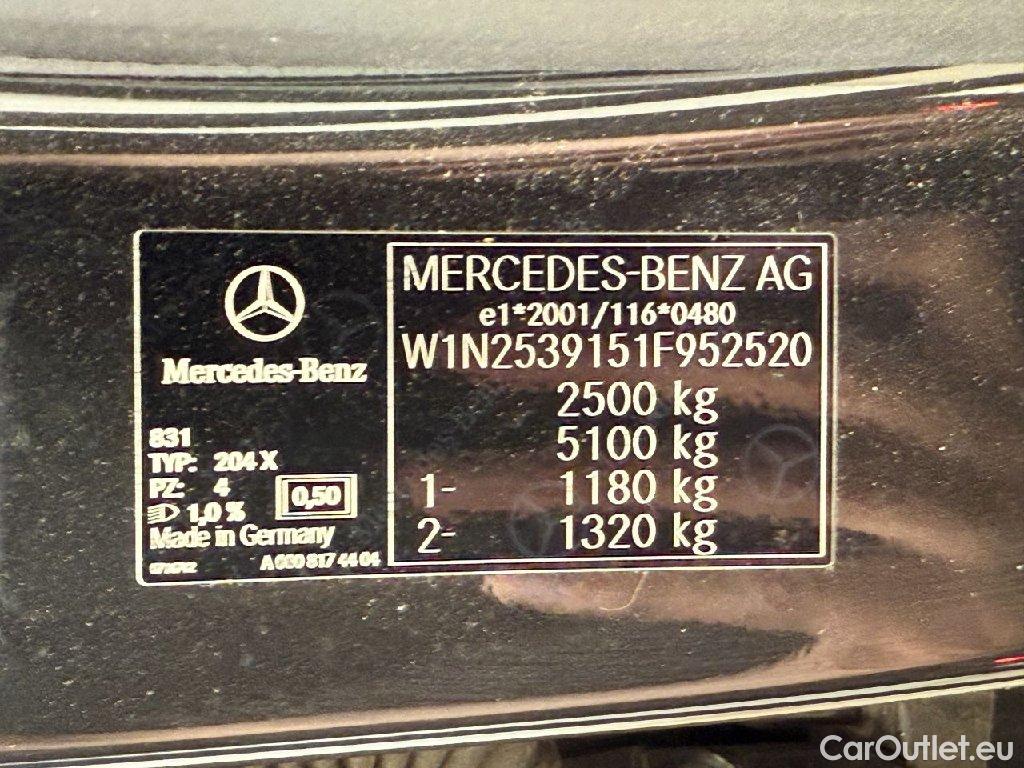 Mercedes-Benz
831
TYP: 204 X
PZ: 4
0,50
1,0 %
Made in Germany
A 000 817 44 04
MERCEDES-BENZ AG
e1*2001/116*0480
W1N2539151F952520
2500 kg
5100 kg
1- 1180 kg
2- 1320 kg
CarOutlet.eu